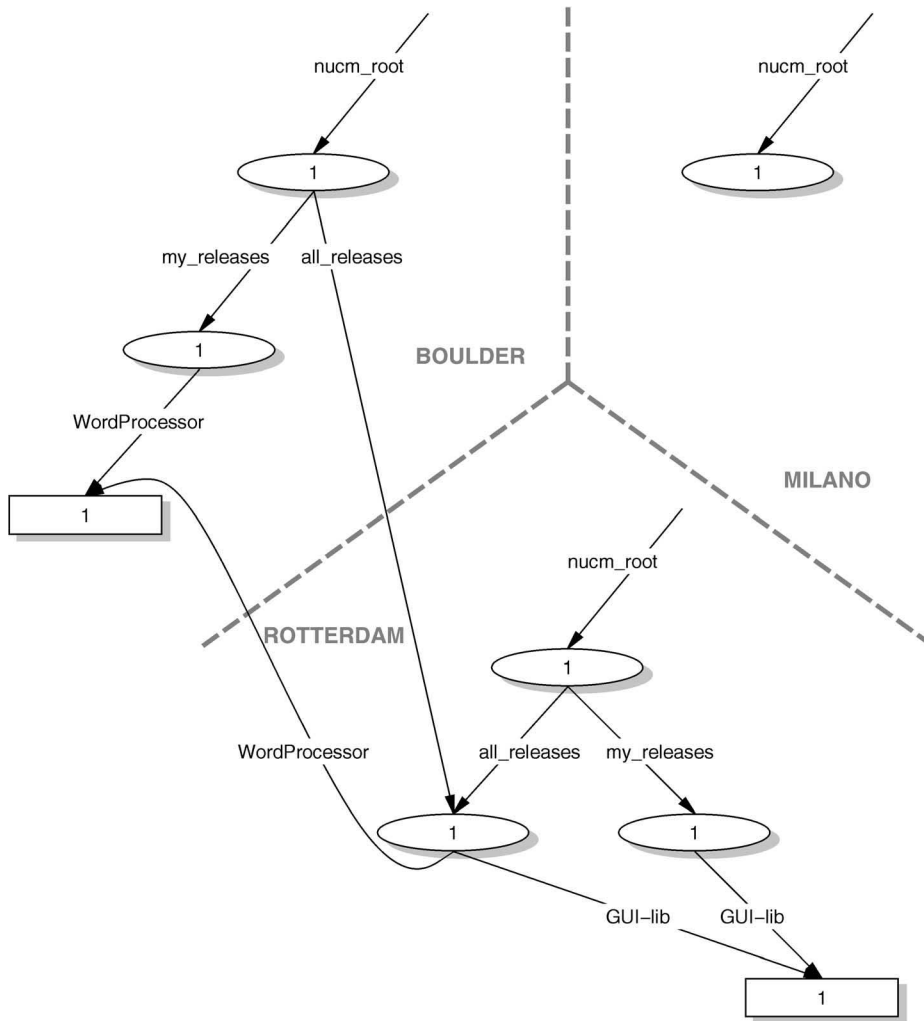 nucm_root
nucm_root
1
1
my_releases
all_releases
1
BOULDER
WordProcessor
MILANO
1
nucm_root
ROTTERDAM
1
WordProcessor
all_releases
my_releases
1
1
GUI-lib
GUI-lib
1